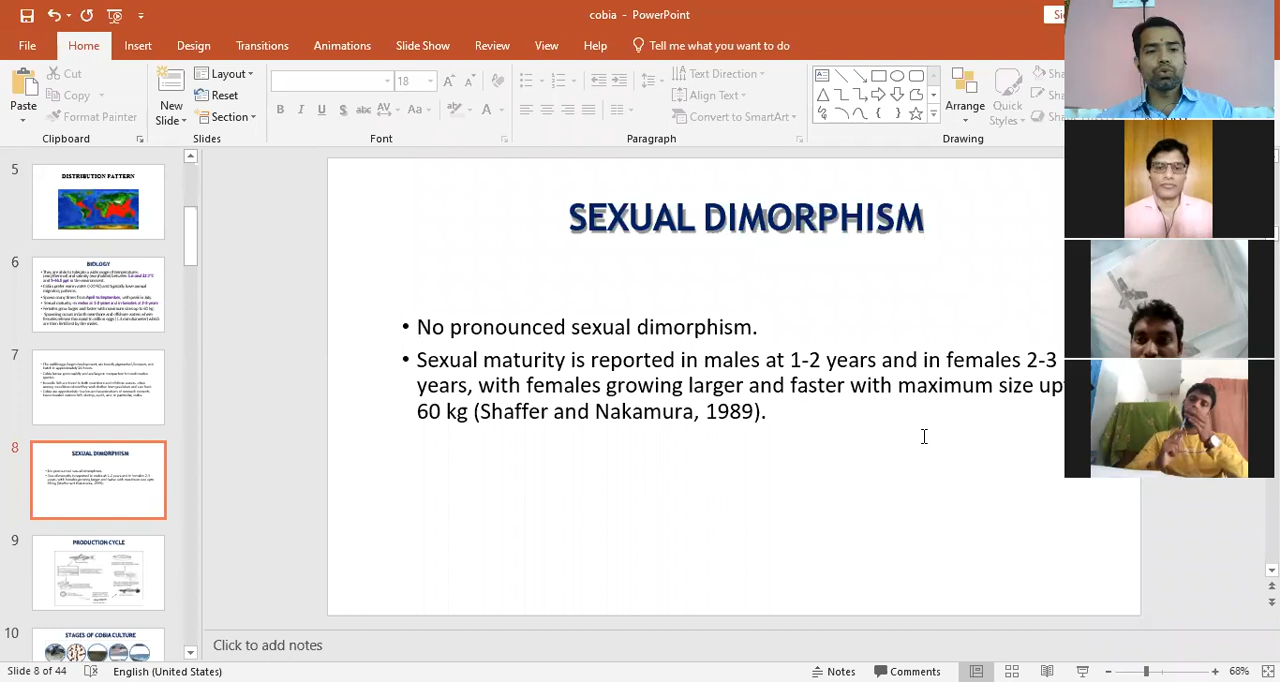 cobia - PowerPoint
File Home Insert Design Transitions Animations Slide Show Review View Help Tell me what you want to do
Cut
Copy
Format Painter
Paste
Clipboard
New
Slide
Layout
Reset
Section
Slides
18
Font
Text Direction
Align Text
Convert to SmartArt
Paragraph
Arrange
Quick
Styles
Drawing
5
DISTRIBUTION PATTERN
6
BIOLOGY
7
8
SEXUAL DIMORPHISM
9
PRODUCTION CYCLE
10
STAGES OF COBIA CULTURE
SEXUAL DIMORPHISM
• No pronounced sexual dimorphism.
• Sexual maturity is reported in males at 1-2 years and in females 2-3
years, with females growing larger and faster with maximum size upt
60 kg (Shaffer and Nakamura, 1989).
Click to add notes
Slide 8 of 44 English (United States) Notes Comments 68%